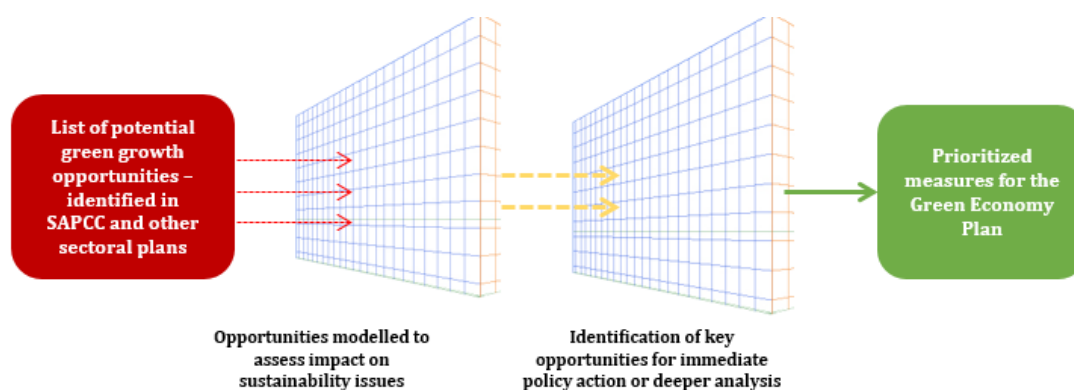 List of potential
green growth
opportunities –
identified in
SAPCC and other
sectoral plans
Opportunities modelled to
assess impact on
sustainability issues
Identification of key
opportunities for immediate
policy action or deeper analysis
Prioritized
measures for the
Green Economy
Plan